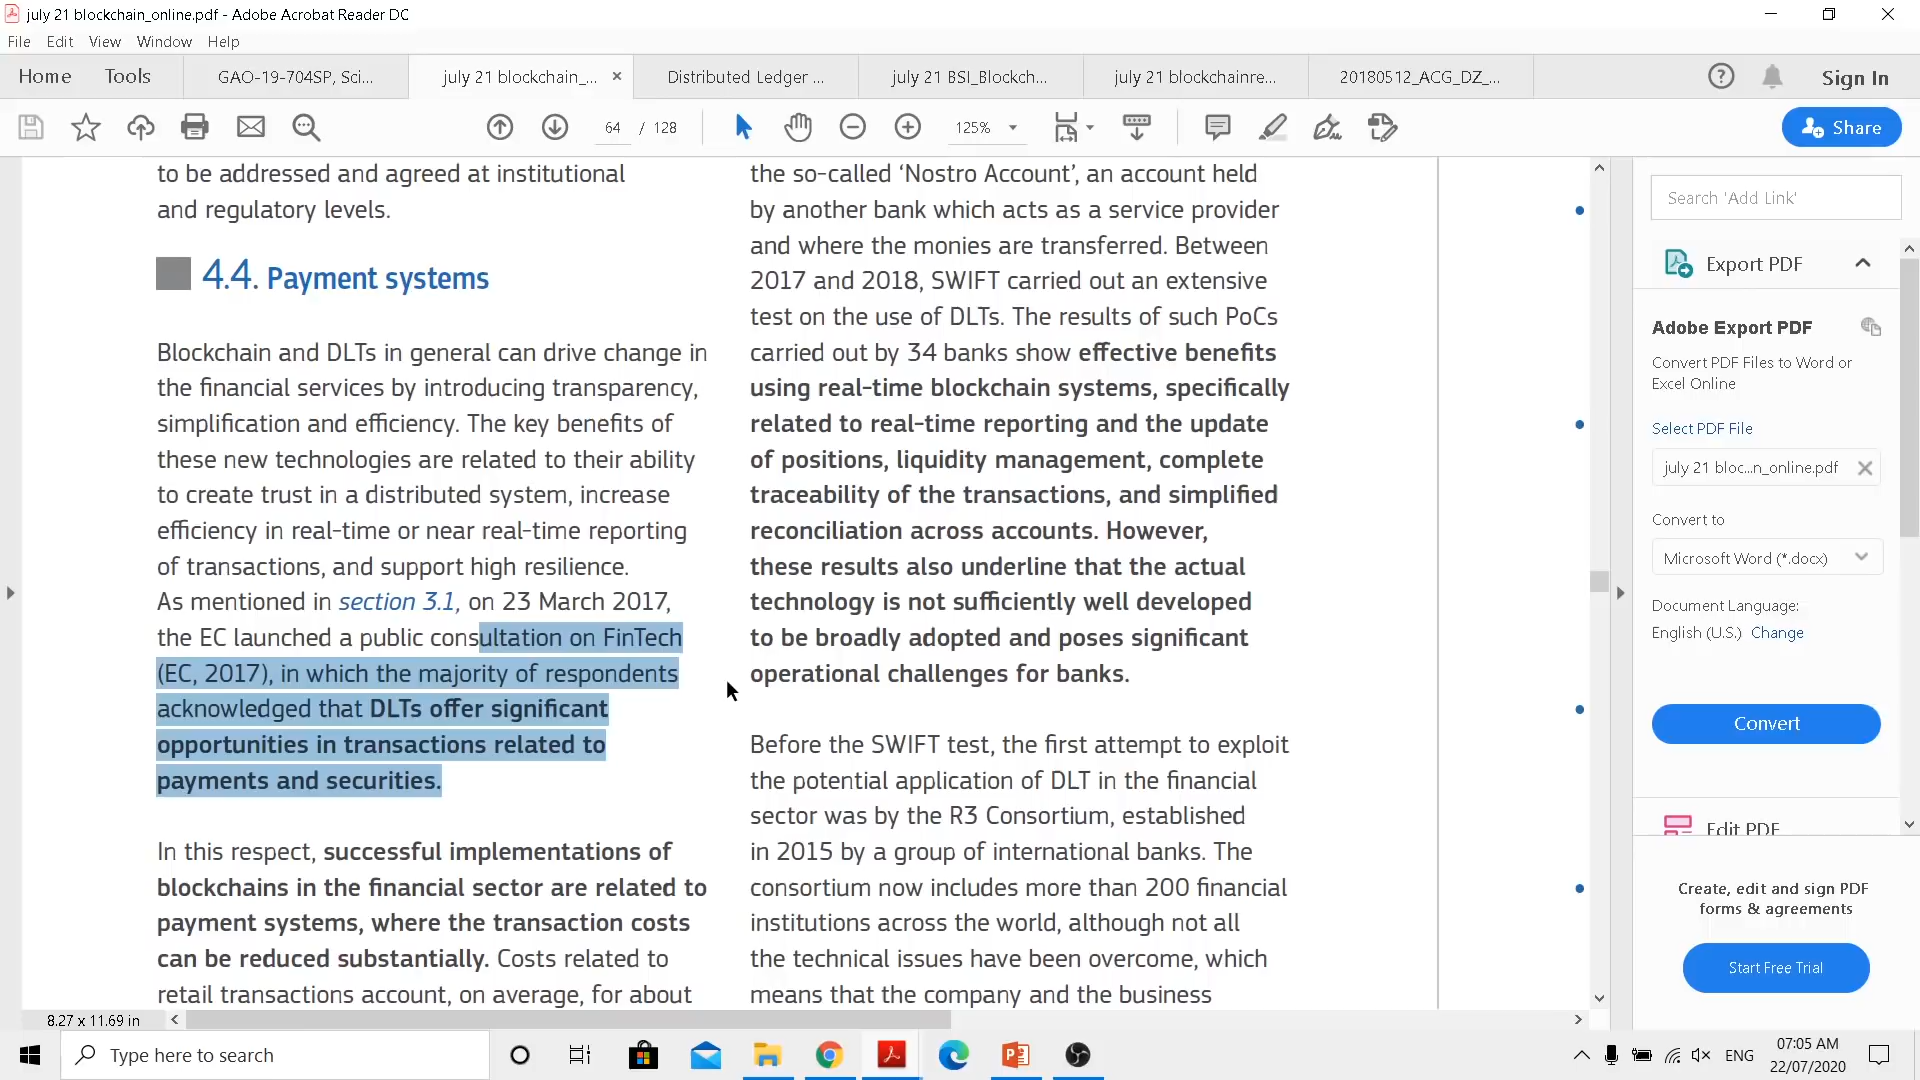 july 21 blockchain_online.pdf - Adobe Acrobat Reader DC
File Edit View Window Help
Home Tools GAO-19-704SP, Sci... july 21 blockchain_... × Distributed Ledger ... july 21 BSI_Blockch... july 21 blockchainre... 20180512_ACG_DZ_... Sign In
64 / 128 125% Share
to be addressed and agreed at institutional
and regulatory levels.
4.4. Payment systems
Blockchain and DLTs in general can drive change in
the financial services by introducing transparency,
simplification and efficiency. The key benefits of
these new technologies are related to their ability
to create trust in a distributed system, increase
efficiency in real-time or near real-time reporting
of transactions, and support high resilience.
As mentioned in section 3.1, on 23 March 2017,
the EC launched a public consultation on FinTech
(EC, 2017), in which the majority of respondents
acknowledged that DLTs offer significant
opportunities in transactions related to
payments and securities.
In this respect, successful implementations of
blockchains in the financial sector are related to
payment systems, where the transaction costs
can be reduced substantially. Costs related to
retail transactions account, on average, for about
the so-called ‘Nostro Account’, an account held
by another bank which acts as a service provider
and where the monies are transferred. Between
2017 and 2018, SWIFT carried out an extensive
test on the use of DLTs. The results of such PoCs
carried out by 34 banks show effective benefits
using real-time blockchain systems, specifically
related to real-time reporting and the update
of positions, liquidity management, complete
traceability of the transactions, and simplified
reconciliation across accounts. However,
these results also underline that the actual
technology is not sufficiently well developed
to be broadly adopted and poses significant
operational challenges for banks.
Before the SWIFT test, the first attempt to exploit
the potential application of DLT in the financial
sector was by the R3 Consortium, established
in 2015 by a group of international banks. The
consortium now includes more than 200 financial
institutions across the world, although not all
the technical issues have been overcome, which
means that the company and the business
Search 'Add Link'
Export PDF
Adobe Export PDF
Convert PDF Files to Word or
Excel Online
Select PDF File
july 21 bloc...n_online.pdf
Convert to
Microsoft Word (*.docx)
Document Language:
English (U.S.) Change
Convert
Edit PDF
Create, edit and sign PDF
forms & agreements
Start Free Trial
8.27 x 11.69 in
Type here to search
ENG
07:05 AM
22/07/2020